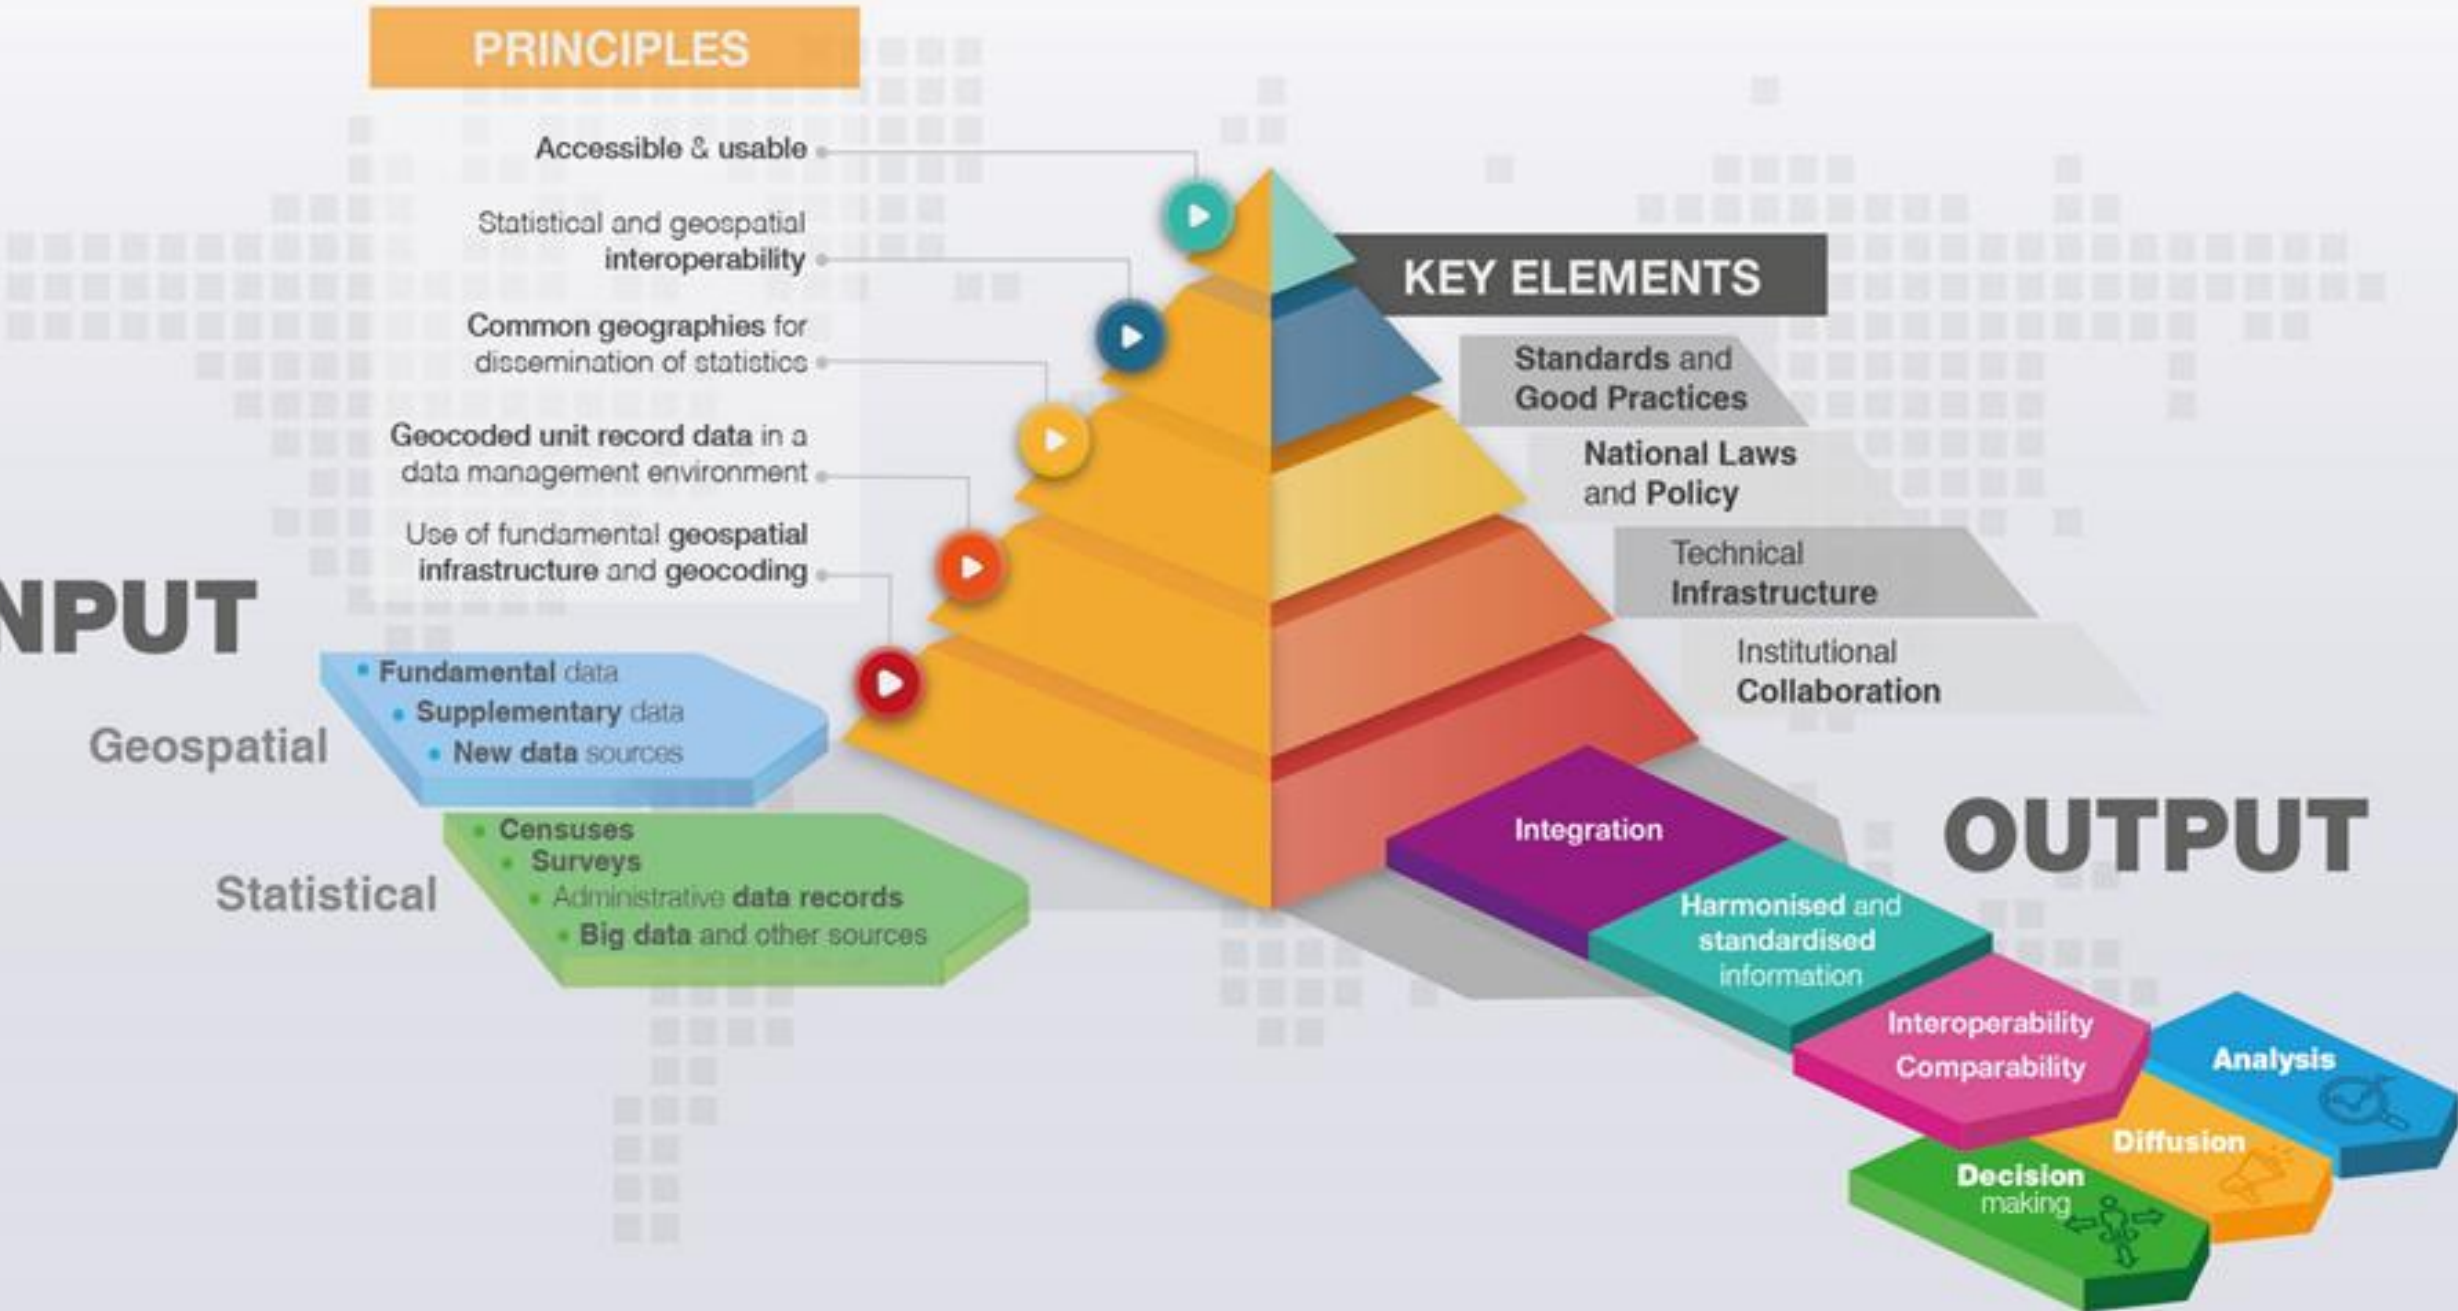 PRINCIPLES
Accessible & usable
Statistical and geospatial
interoperability
Common geographies for
dissemination of statistics
Geocoded unit record data in a
data management environment
Use of fundamental geospatial
infrastructure and geocoding
NPUT
Geospatial
Fundamental data
Supplementary data
New data sources
Statistical
Censuses
Surveys
Administrative data records
Big data and other sources
KEY ELEMENTS
Standards and
Good Practices
National Laws
and Policy
Technical
Infrastructure
Institutional
Collaboration
OUTPUT
Integration
Harmonised and
standardised
information
Interoperability
Comparability
Analysis
Diffusion
Decision
making